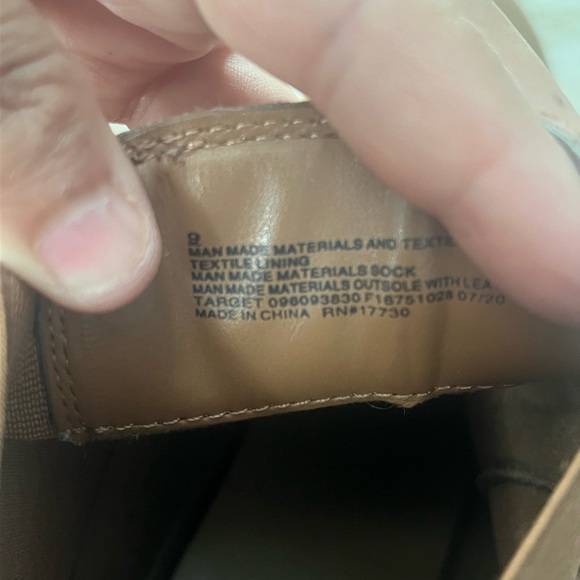 9
MAN MADE MATERIALS AND TEXTIL
TEXTILE LINING
MAN MADE MATERIALS SOCK
MAN MADE MATERIALS OUTSOLE WITH LEA
TARGET 096093830 F16751028 07/20
MADE IN CHINA RN#17730